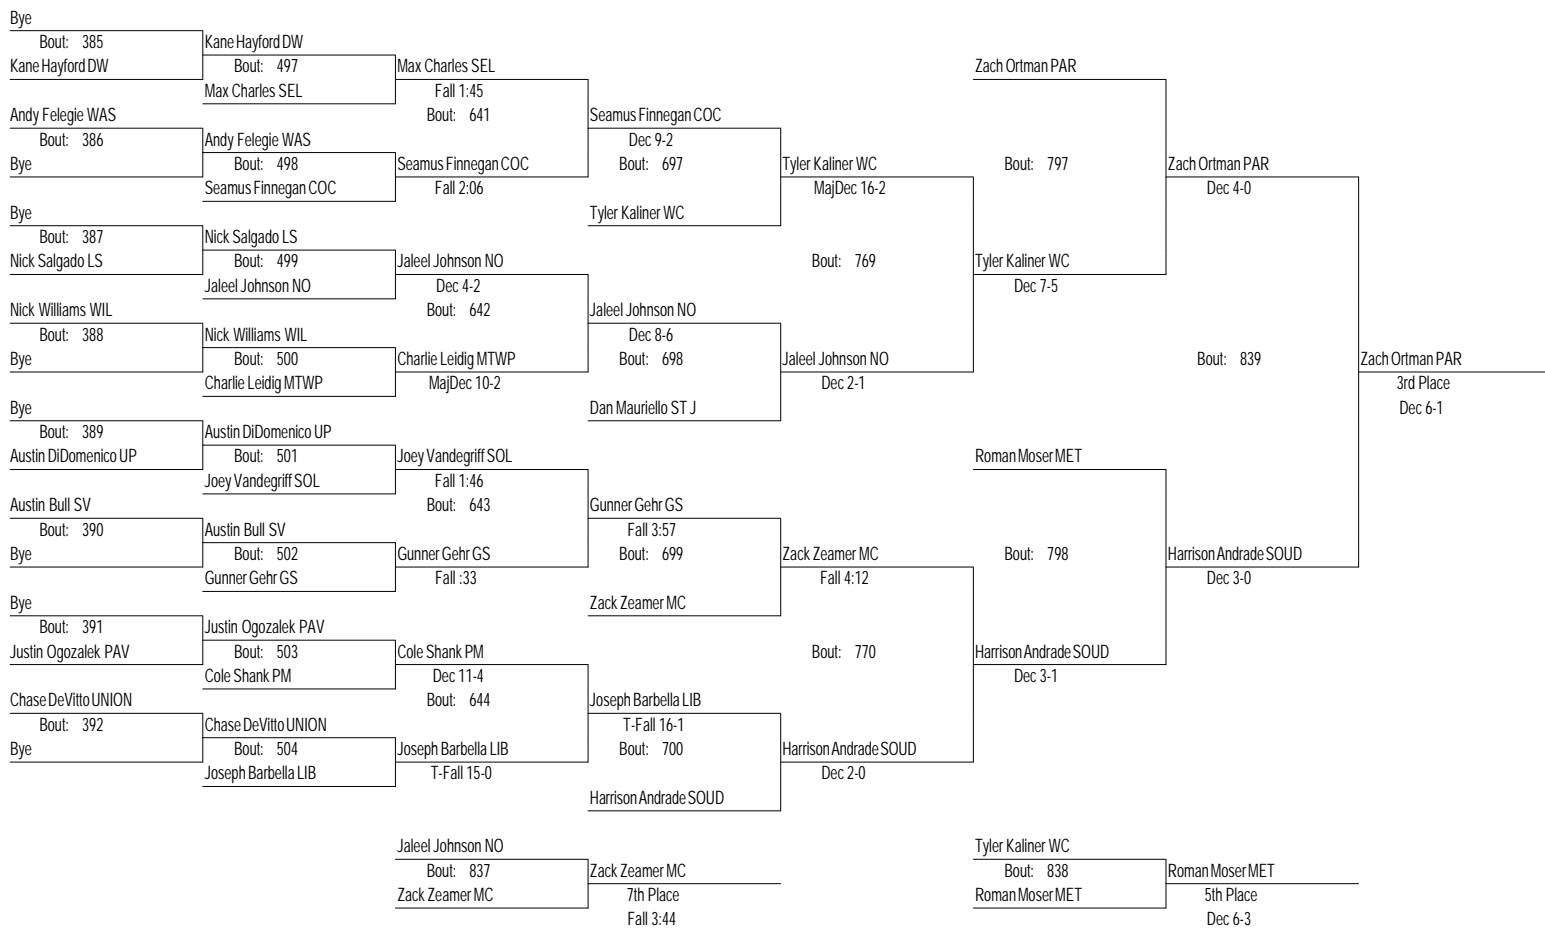 Bye
Bout: 385
Kane Hayford DW
Kane Hayford DW
Bout: 497
Max Charles SEL
Max Charles SEL
Fall 1:45
Bout: 641
Andy Felegie WAS
Bout: 386
Bye
Andy Felegie WAS
Bout: 498
Seamus Finnegan COC
Seamus Finnegan COC
Fall 2:06
Seamus Finnegan COC
Dec 9-2
Bout: 697
Tyler Kaliner WC
Tyler Kaliner WC
MajDec 16-2
Bye
Bout: 387
Nick Salgado LS
Nick Salgado LS
Bout: 499
Jaleel Johnson NO
Jaleel Johnson NO
Dec 4-2
Bout: 642
Nick Williams WIL
Bout: 388
Bye
Nick Williams WIL
Bout: 500
Charlie Leidig MTWP
Charlie Leidig MTWP
MajDec 10-2
Jaleel Johnson NO
Dec 8-6
Bout: 698
Dan Mauriello ST J
Jaleel Johnson NO
Dec 2-1
Bout: 769
Zach Ortman PAR
Bout: 797
Tyler Kaliner WC
Dec 7-5
Zach Ortman PAR
Dec 4-0
Bye
Bout: 389
Austin DiDomenico UP
Austin DiDomenico UP
Bout: 501
Joey Vandegriff SOL
Joey Vandegriff SOL
Fall 1:46
Bout: 643
Austin Bull SV
Bout: 390
Bye
Austin Bull SV
Bout: 502
Gunner Gehr GS
Gunner Gehr GS
Fall :33
Gunner Gehr GS
Fall 3:57
Bout: 699
Zack Zeamer MC
Zack Zeamer MC
Fall 4:12
Bye
Bout: 391
Justin Ogozalek PAV
Justin Ogozalek PAV
Bout: 503
Cole Shank PM
Cole Shank PM
Dec 11-4
Bout: 644
Chase DeVitto UNION
Bout: 392
Bye
Chase DeVitto UNION
Bout: 504
Joseph Barbella LIB
Joseph Barbella LIB
T-Fall 15-0
Joseph Barbella LIB
T-Fall 16-1
Bout: 700
Harrison Andrade SOUD
Harrison Andrade SOUD
Dec 2-0
Bout: 770
Roman Moser MET
Bout: 798
Harrison Andrade SOUD
Dec 3-1
Harrison Andrade SOUD
Dec 3-0
Bout: 839
Zach Ortman PAR
3rd Place
Dec 6-1
Jaleel Johnson NO
Bout: 837
Zack Zeamer MC
Zack Zeamer MC
7th Place
Fall 3:44
Tyler Kaliner WC
Bout: 838
Roman Moser MET
Roman Moser MET
5th Place
Dec 6-3